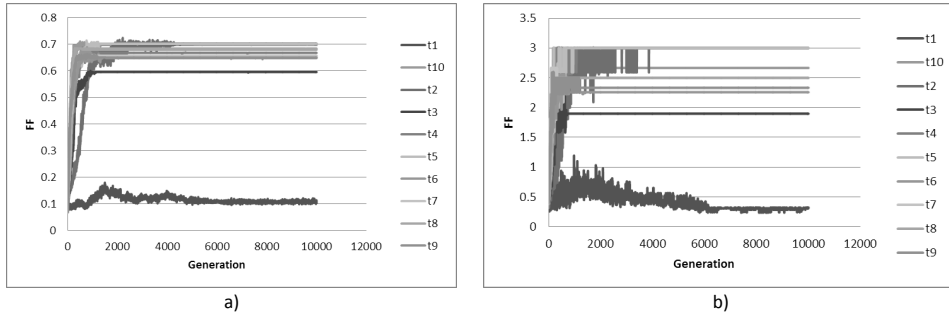 0.8
0.7
0.6
0.5
0.4
0.3
0.2
0.1
0
FF
0 2000 4000 6000 8000 10000 12000
Generation
t1
t10
t2
t3
t4
t5
t6
t7
t8
t9
a)
3.5
3
2.5
2
1.5
1
0.5
0
FF
0 2000 4000 6000 8000 10000 12000
Generation
t1
t10
t2
t3
t4
t5
t6
t7
t8
t9
b)